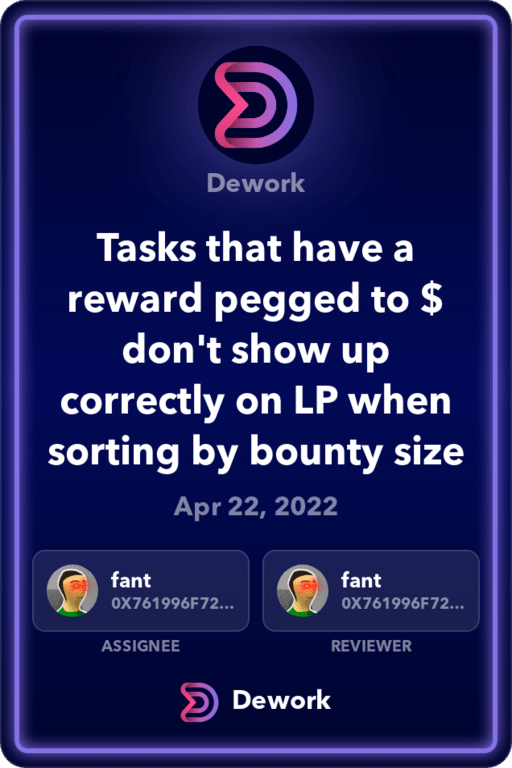 Dework
Tasks that have a
reward pegged to $
don't show up
correctly on LP when
sorting by bounty size
Apr 22, 2022
fant
0X761996F72...
ASSIGNEE
fant
0X761996F72...
REVIEWER
Dework